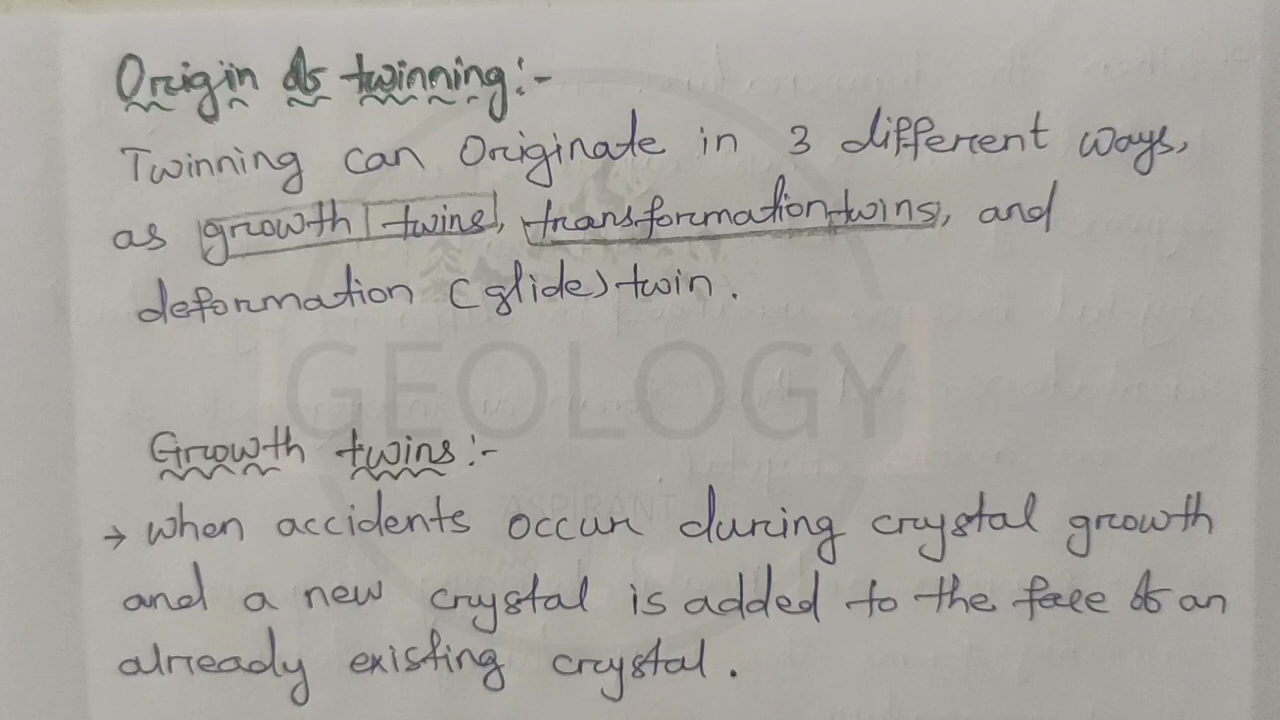 Origin of twinning:-
Twinning can Originate in 3 different ways,
as growth twins, transformation twins, and
deformation (glide) twin.
GEOLOGY
Growth twins:-
ASPIRANT
→ when accidents occur during crystal growth
and a new crystal is added to the face of an
already existing crystal.